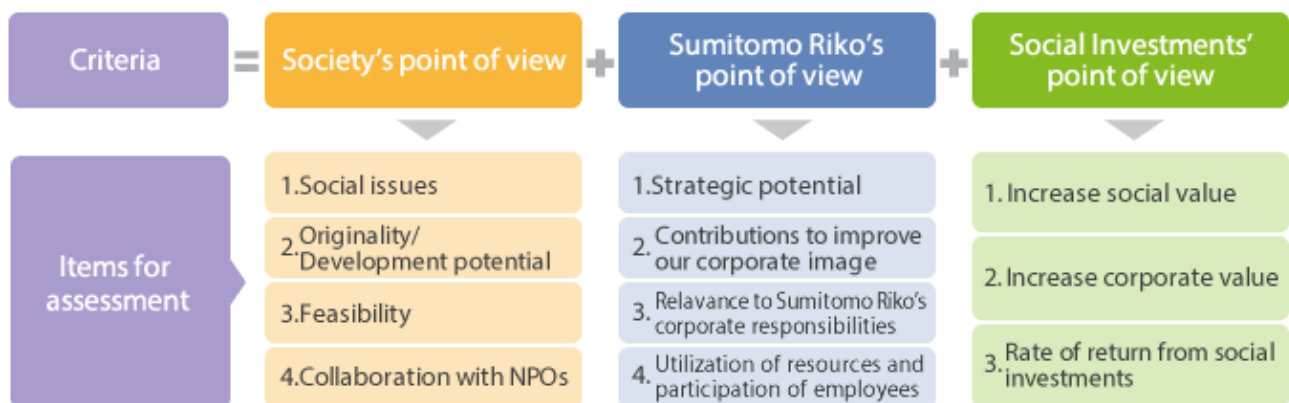 Criteria
=
Society's point of view
+
Sumitomo Riko's
point of view
+
Social Investments'
point of view
Items for
assessment
1.Social issues
2.Originality/
Development potential
3.Feasibility
4.Collaboration with NPOs
1.Strategic potential
2.Contributions to improve
our corporate image
3.Relavance to Sumitomo Riko's
corporate responsibilities
4.Utilization of resources and
participation of employees
1. Increase social value
2. Increase corporate value
3. Rate of return from social
investments